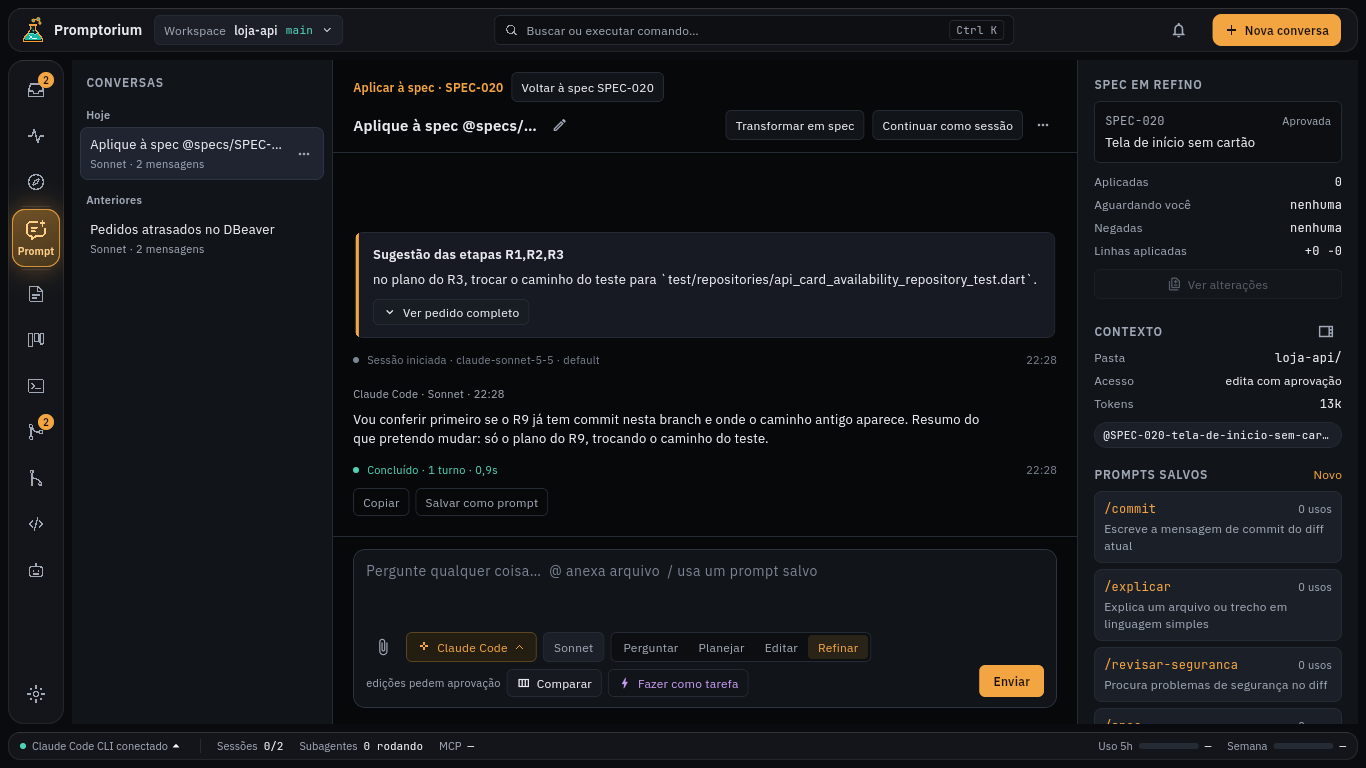 Promptorium
Workspace loja-api main
Buscar ou executar comando...
Ctrl K
Nova conversa
2
Prompt
2
CONVERSAS
Hoje
Aplique à spec @specs/SPEC-...
Sonnet · 2 mensagens
Anteriores
Pedidos atrasados no DBeaver
Sonnet · 2 mensagens
Aplicar à spec · SPEC-020
Voltar à spec SPEC-020
Aplique à spec @specs/...
Transformar em spec
Continuar como sessão
Sugestão das etapas R1,R2,R3
no plano do R3, trocar o caminho do teste para `test/repositories/api_card_availability_repository_test.dart`.
Ver pedido completo
Sessão iniciada · claude-sonnet-5-5 · default
22:28
Claude Code · Sonnet · 22:28
Vou conferir primeiro se o R9 já tem commit nesta branch e onde o caminho antigo aparece. Resumo do
que pretendo mudar: só o plano do R9, trocando o caminho do teste.
Concluído · 1 turno · 0,9s
22:28
Copiar
Salvar como prompt
Pergunte qualquer coisa... @ anexa arquivo / usa um prompt salvo
Claude Code
Sonnet
Perguntar
Planejar
Editar
Refinar
edições pedem aprovação
Comparar
Fazer como tarefa
Enviar
SPEC EM REFINO
SPEC-020
Aprovada
Tela de início sem cartão
Aplicadas 0
Aguardando você nenhuma
Negadas nenhuma
Linhas aplicadas +0 -0
Ver alterações
CONTEXTO
Pasta loja-api/
Acesso edita com aprovação
Tokens 13k
@SPEC-020-tela-de-inicio-sem-car…
PROMPTS SALVOS
Novo
/commit 0 usos
Escreve a mensagem de commit do diff
atual
/explicar 0 usos
Explica um arquivo ou trecho em
linguagem simples
/revisar-seguranca 0 usos
Procura problemas de segurança no diff
Claude Code CLI conectado
Sessões 0/2
Subagentes 0 rodando
MCP —
Uso 5h —
Semana —